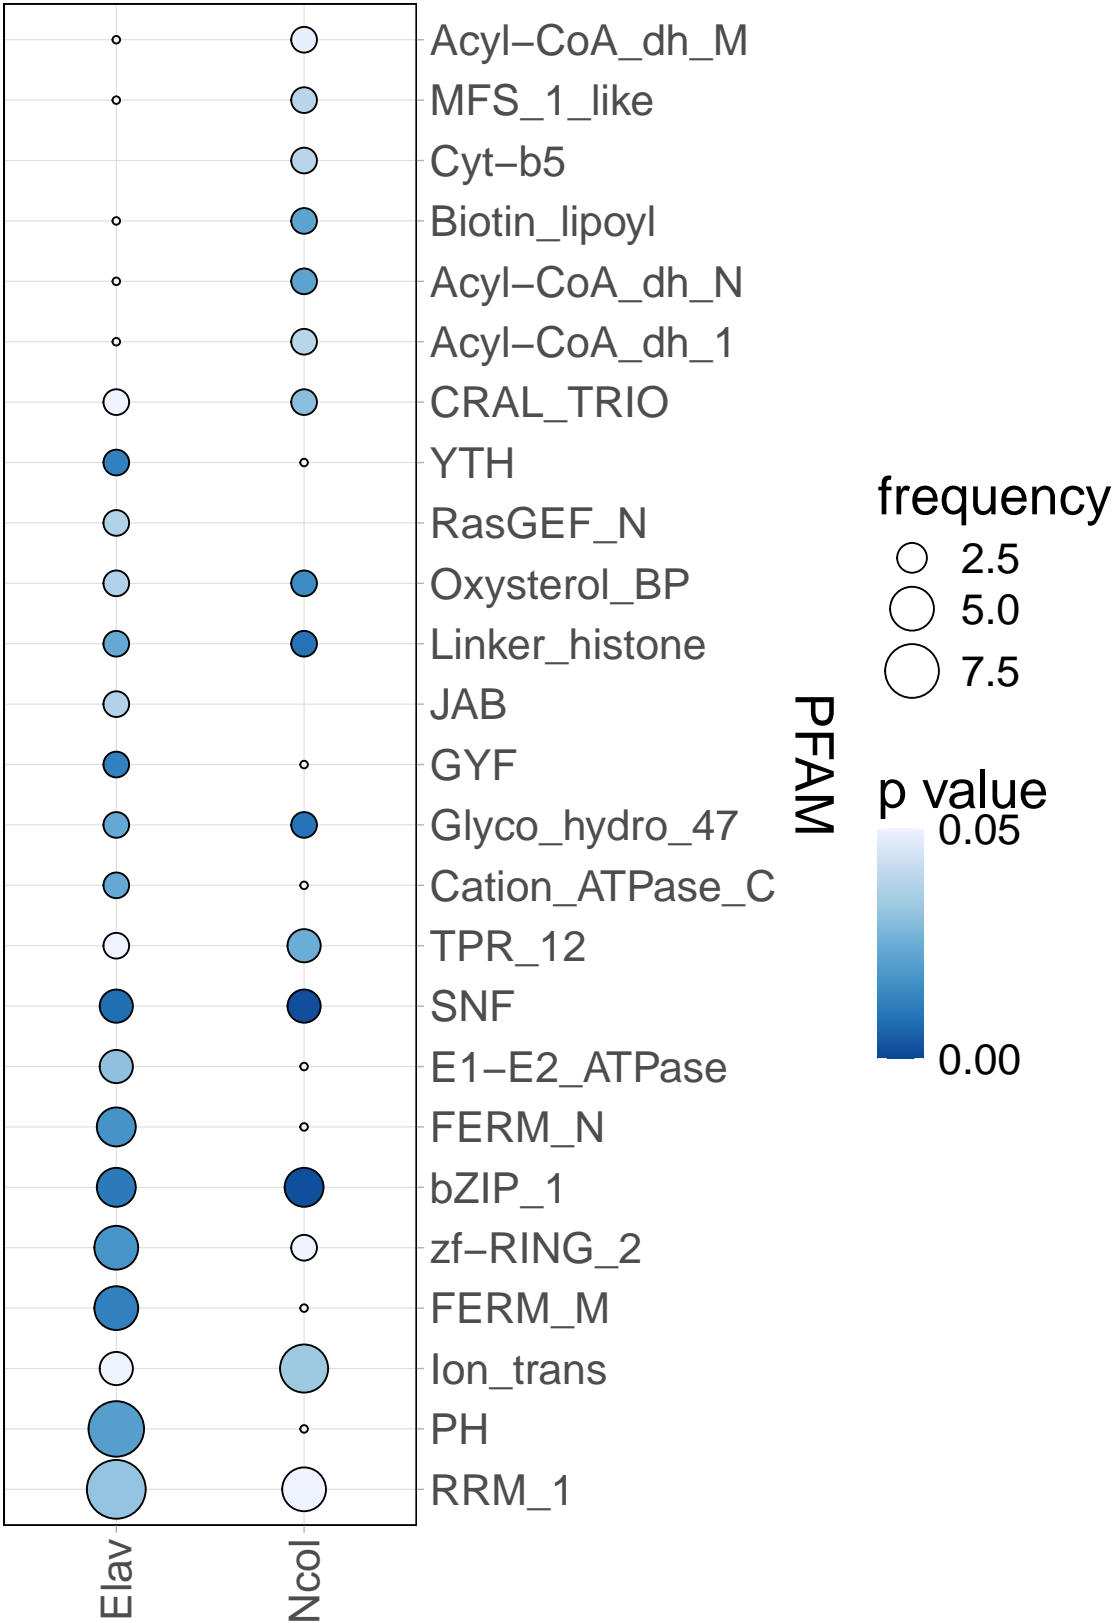 Acyl−CoA_dh_M
MFS_1_like
Cyt−b5
Biotin_lipoyl
Acyl−CoA_dh_N
Acyl−CoA_dh_1
CRAL_TRIO
YTH
RasGEF_N
Oxysterol_BP
Linker_histone
JAB
GYF
Glyco_hydro_47
Cation_ATPase_C
TPR_12
SNF
E1−E2_ATPase
FERM_N
bZIP_1
zf−RING_2
FERM_M
Ion_trans
PH
RRM_1
Elav
Ncol
PFAM
frequency
2.5
5.0
7.5
p value
0.05
0.00